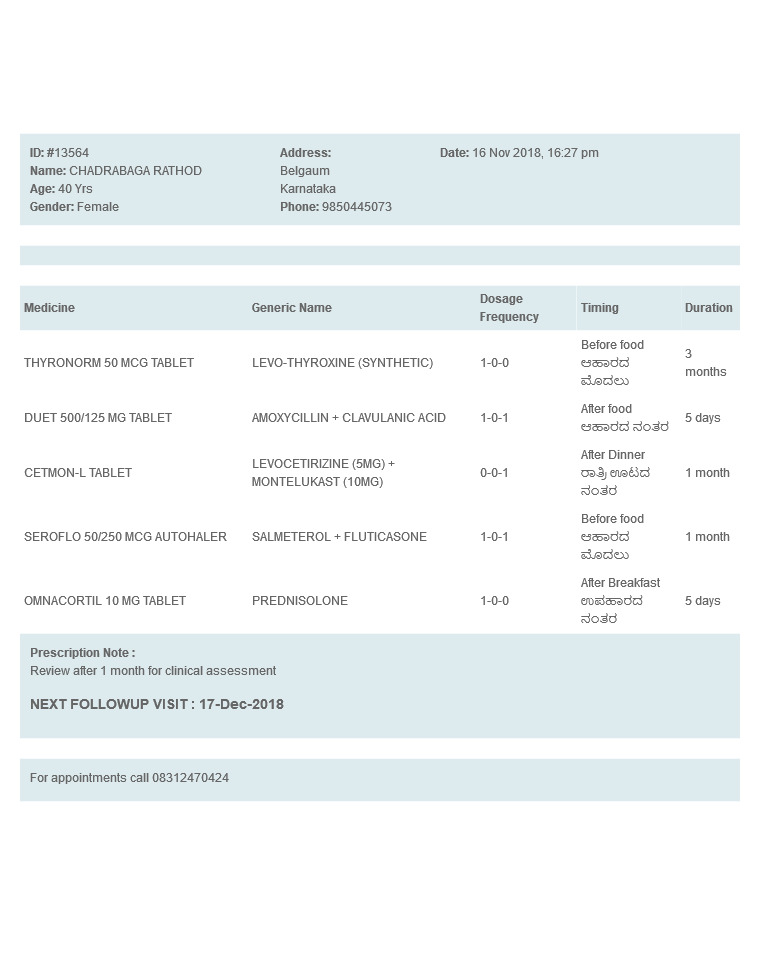 ID: #13564
Name: CHADRABAGA RATHOD
Age: 40 Yrs
Gender: Female
Address:
Belgaum
Karnataka
Phone: 9850445073
Date: 16 Nov 2018, 16:27 pm
Medicine Generic Name Dosage Frequency Timing Duration
THYRONORM 50 MCG TABLET LEVO-THYROXINE (SYNTHETIC) 1-0-0 Before food ಆಹಾರದ ಮೊದಲು 3 months
DUET 500/125 MG TABLET AMOXYCILLIN + CLAVULANIC ACID 1-0-1 After food ಆಹಾರದ ನಂತರ 5 days
CETMON-L TABLET LEVOCETIRIZINE (5MG) + MONTELUKAST (10MG) 0-0-1 After Dinner ರಾತ್ರಿ ಊಟದ ನಂತರ 1 month
SEROFLO 50/250 MCG AUTOHALER SALMETEROL + FLUTICASONE 1-0-1 Before food ಆಹಾರದ ಮೊದಲು 1 month
OMNACORTIL 10 MG TABLET PREDNISOLONE 1-0-0 After Breakfast ಉಪಹಾರದ ನಂತರ 5 days
Prescription Note :
Review after 1 month for clinical assessment
NEXT FOLLOWUP VISIT : 17-Dec-2018
For appointments call 08312470424